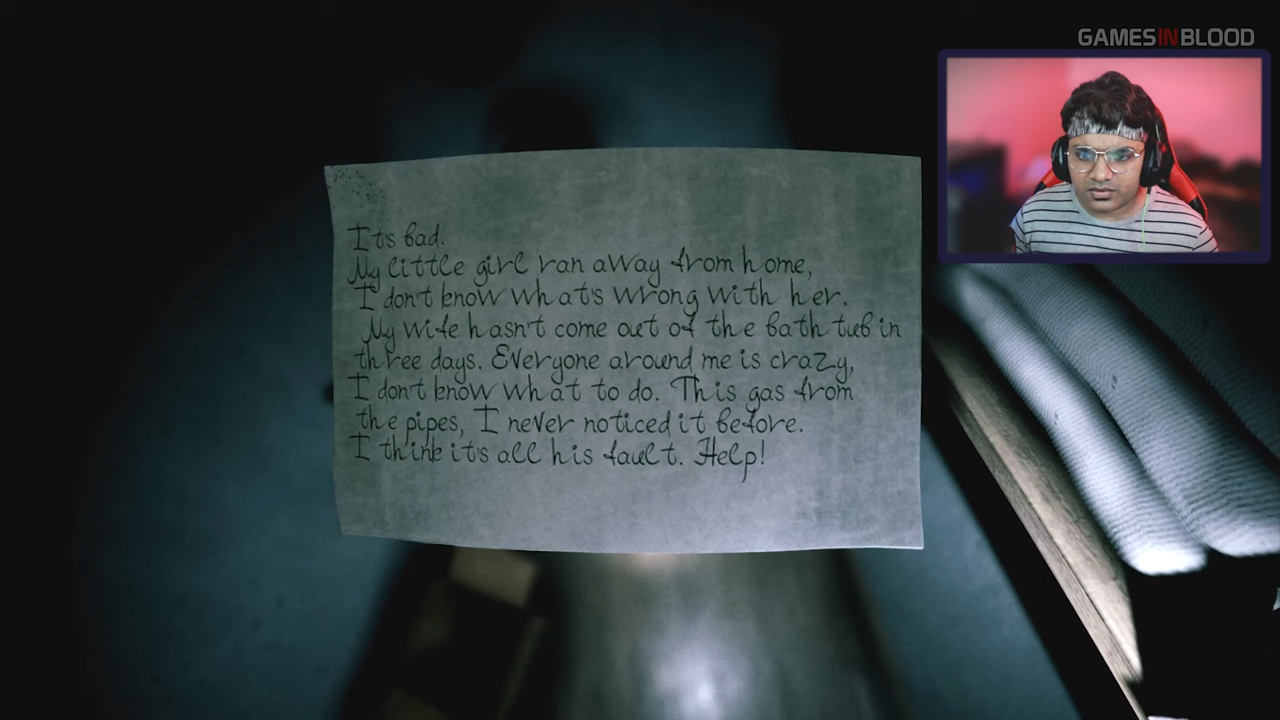 GAMESINBLOOD
It's bad.
My little girl ran away from home,
I don't know what's wrong with her.
My wife hasn't come out of the bath tub in
three days. Everyone around me is crazy,
I don't know what to do. This gas from
the pipes, I never noticed it before.
I think it's all his fault. Help!